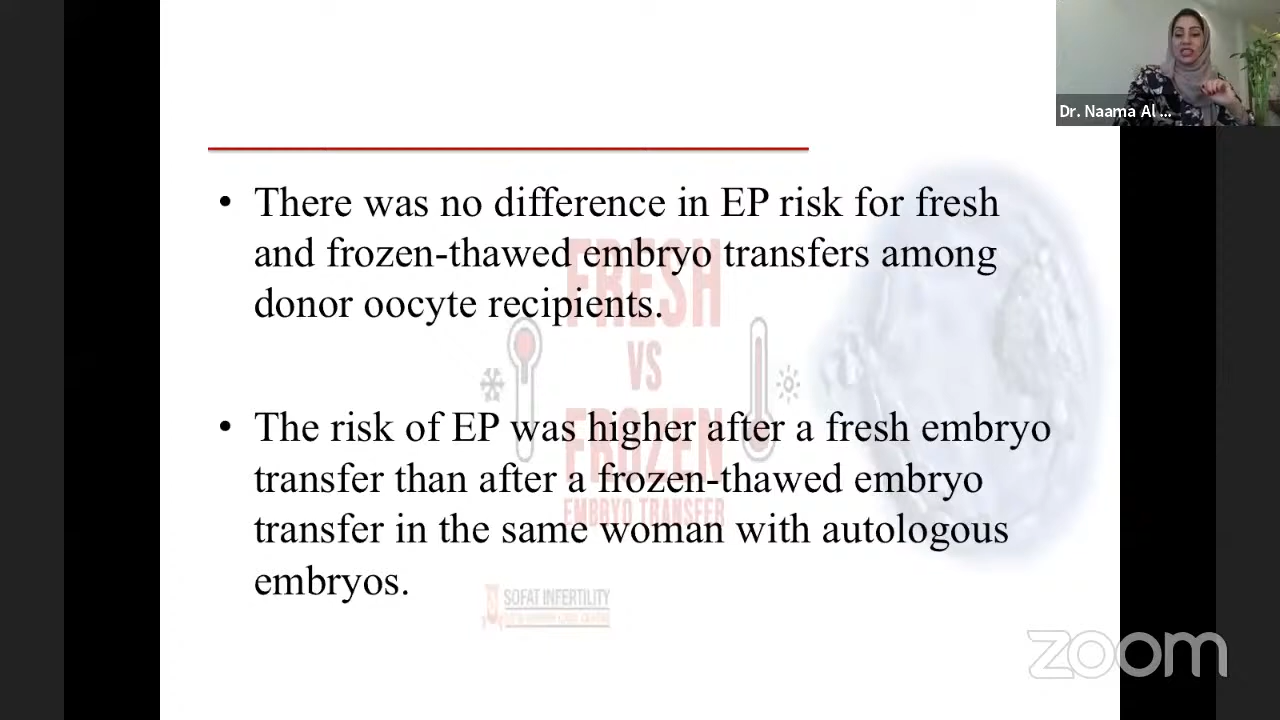 Dr. Naama Al ...
• There was no difference in EP risk for fresh
and frozen-thawed embryo transfers among
donor oocyte recipients.
• The risk of EP was higher after a fresh embryo
transfer than after a frozen-thawed embryo
transfer in the same woman with autologous
embryos.
FRESH
VS
FROZEN
EMBRYO TRANSFER
SOFAT INFERTILITY
zoom